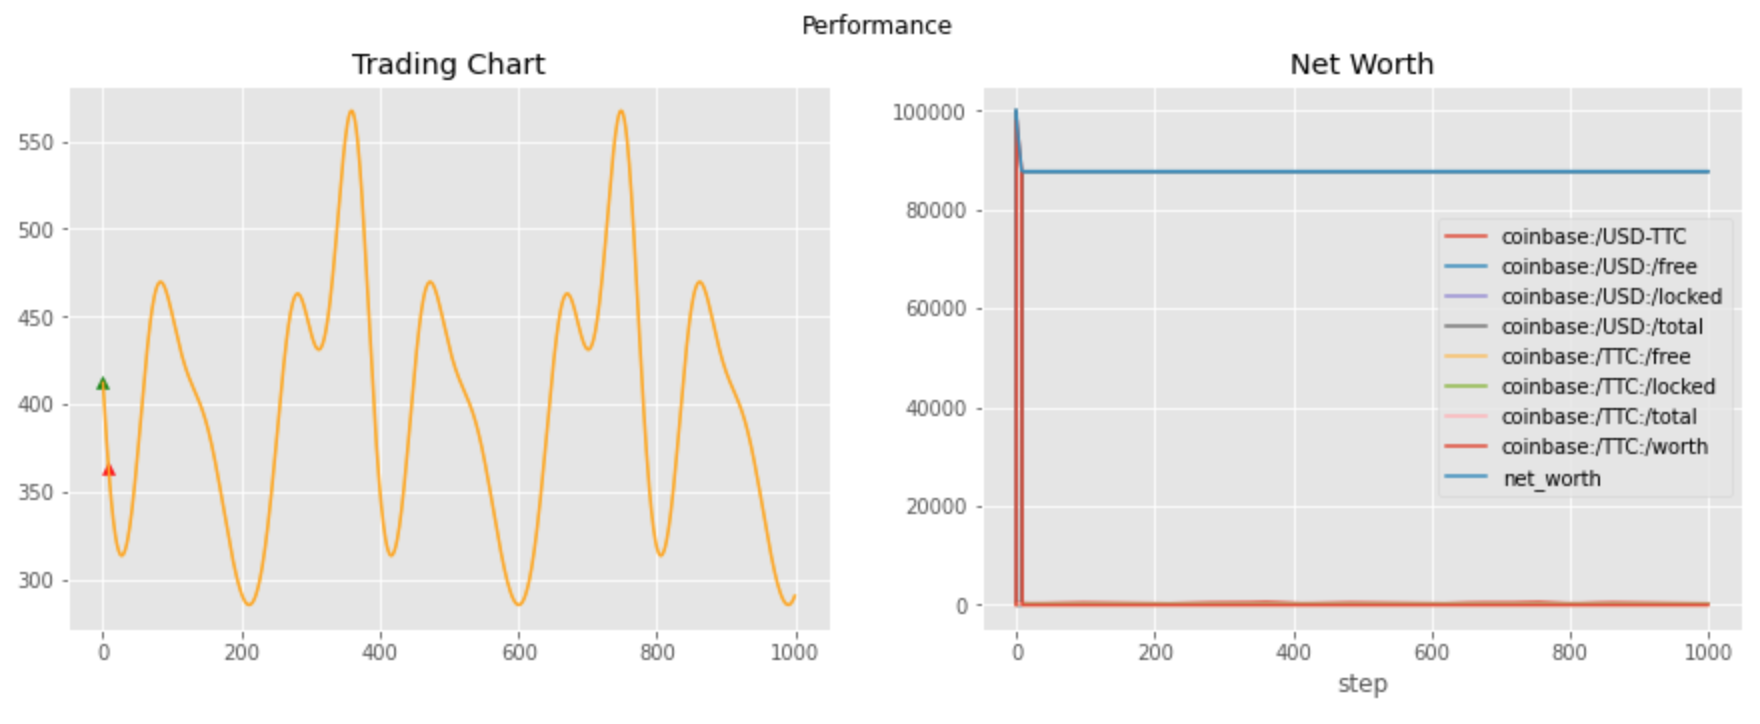 Performance
Trading Chart
550
500
450
400
350
300
0 200 400 600 800 1000
Net Worth
100000
80000
60000
40000
20000
0
coinbase:/USD-TTC
coinbase:/USD:/free
coinbase:/USD:/locked
coinbase:/USD:/total
coinbase:/TTC:/free
coinbase:/TTC:/locked
coinbase:/TTC:/total
coinbase:/TTC:/worth
net_worth
0 200 400 600 800 1000
step